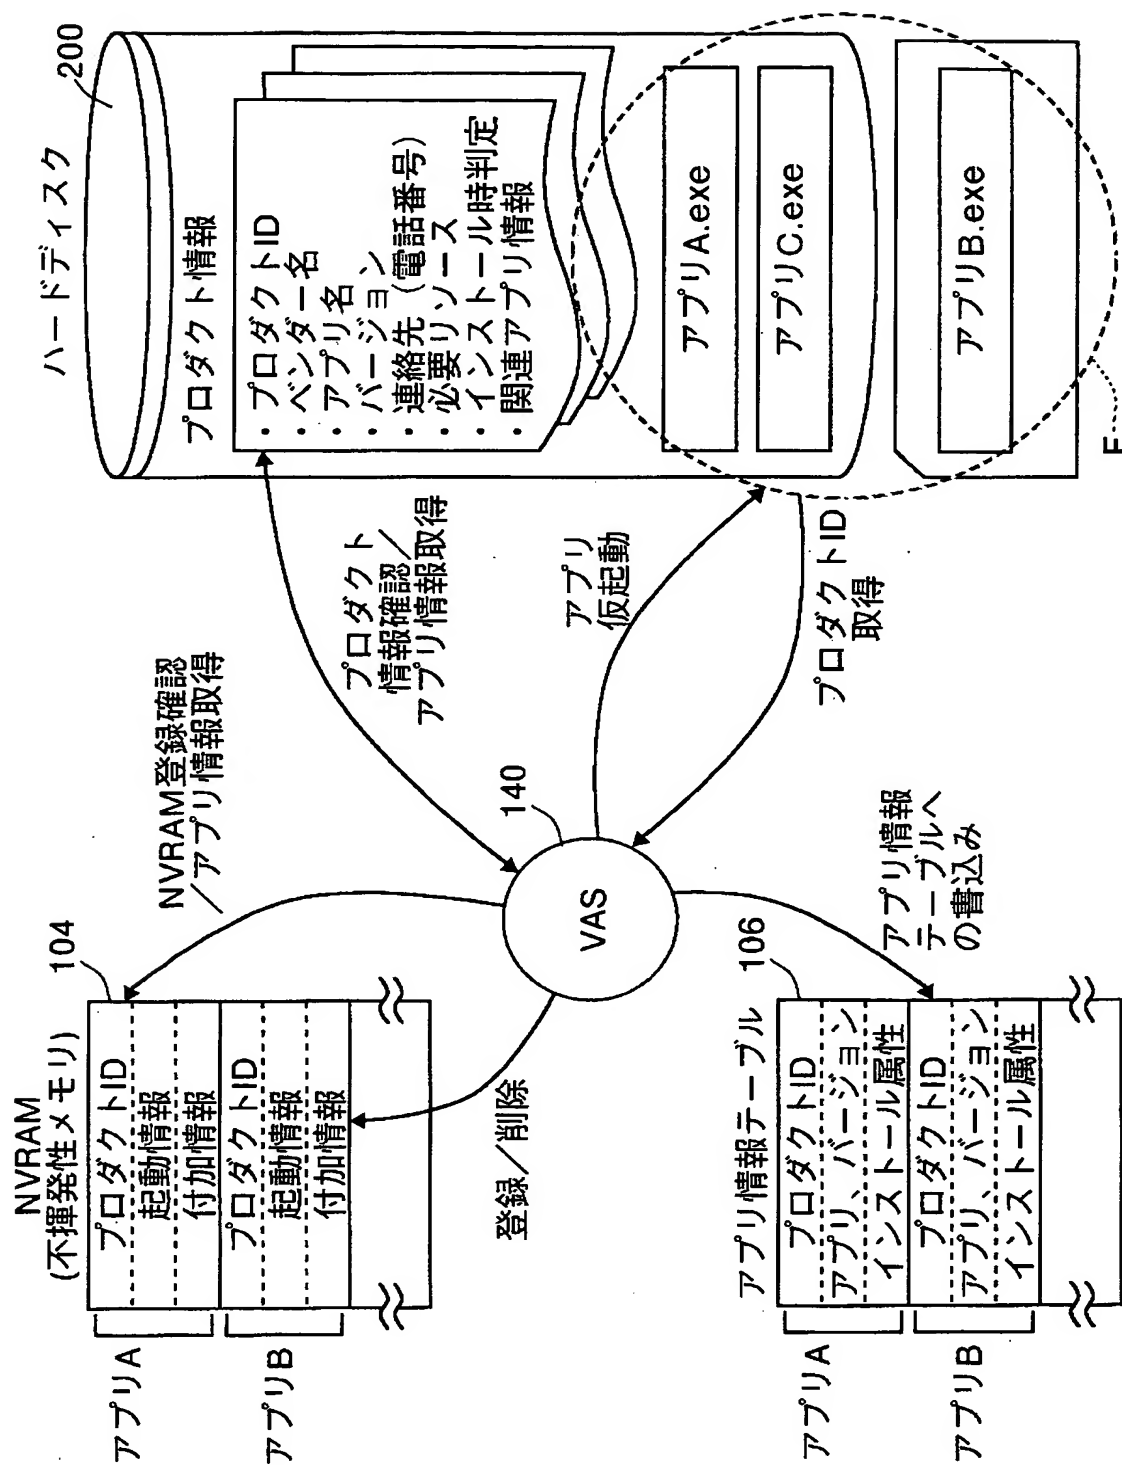 NVRAM
(不揮発性メモリ)
104
アプリA
プロダクトID
起動情報
付加情報
アプリB
プロダクトID
起動情報
付加情報
NVRAM登録確認
/アプリ情報取得
登録/削除
VAS
140
プロダクト
情報確認/
アプリ情報取得
アプリ
仮起動
プロダクトID
取得
アプリ情報
テーブルへ
の書込み
アプリ情報テーブル
106
アプリA
プロダクトID
アプリ、バージョン
インストール属性
アプリB
プロダクトID
アプリ、バージョン
インストール属性
ハードディスク
200
プロダクト情報
・プロダクトID
・ベンダー名
・アプリ名
・バージョン
・連絡先(電話番号)
・必要リソース
・インストール時判定
・関連アプリ情報
アプリA.exe
アプリC.exe
アプリB.exe
F